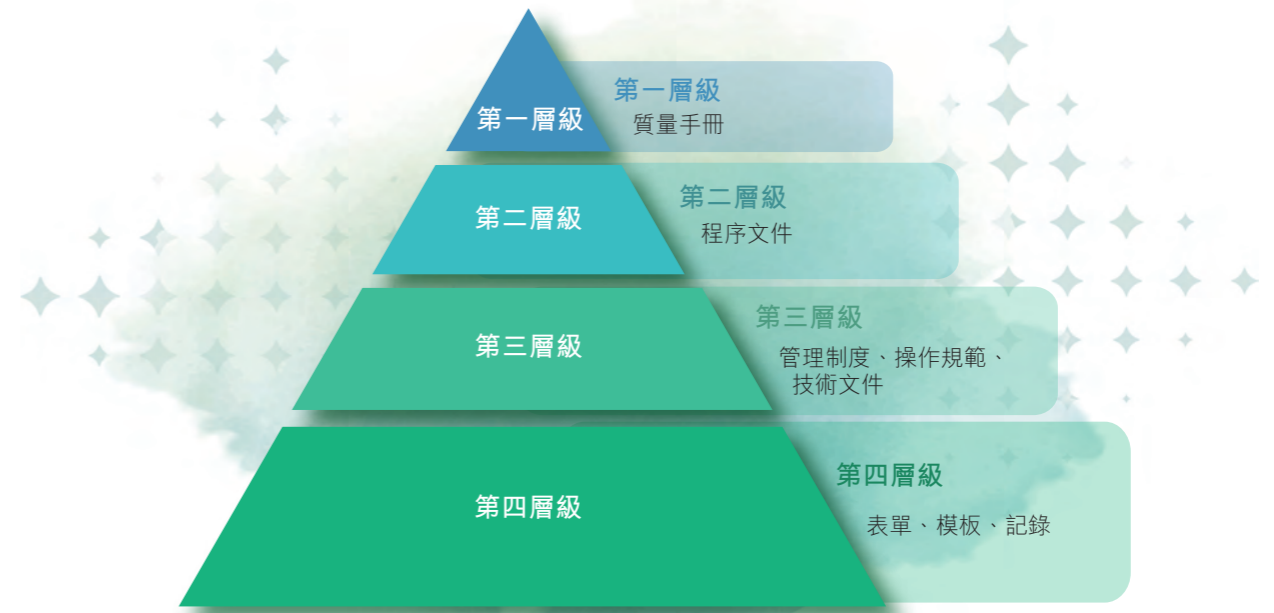 第一層級
第一層級
質量手冊
第二層級
第二層級
程序文件
第三層級
第三層級
管理制度、操作規範、
技術文件
第四層級
第四層級
表單、模板、記錄